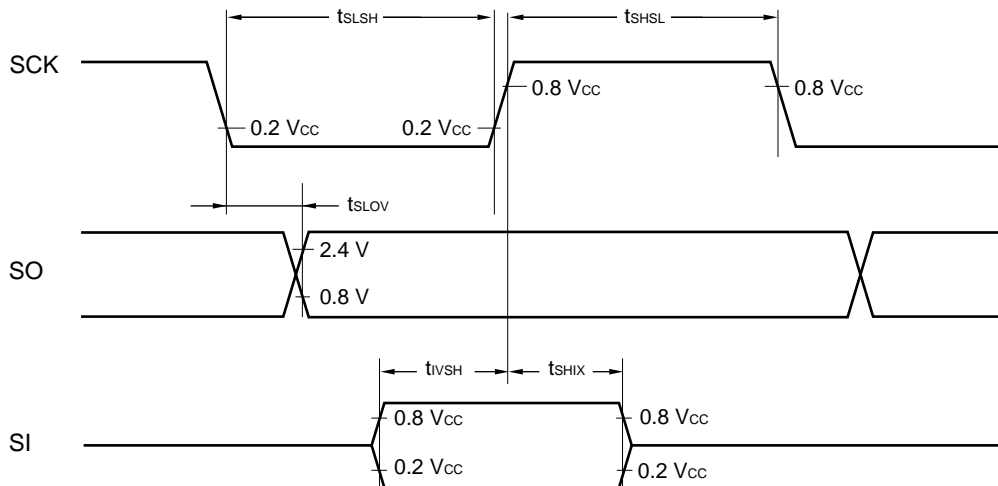 tSLSH tSHSL
SCK
0.8 VCC 0.8 VCC
0.2 VCC 0.2 VCC
tSLOV
SO
2.4 V
0.8 V
tIVSH tSHIX
0.8 VCC 0.8 VCC
SI
0.2 VCC 0.2 VCC